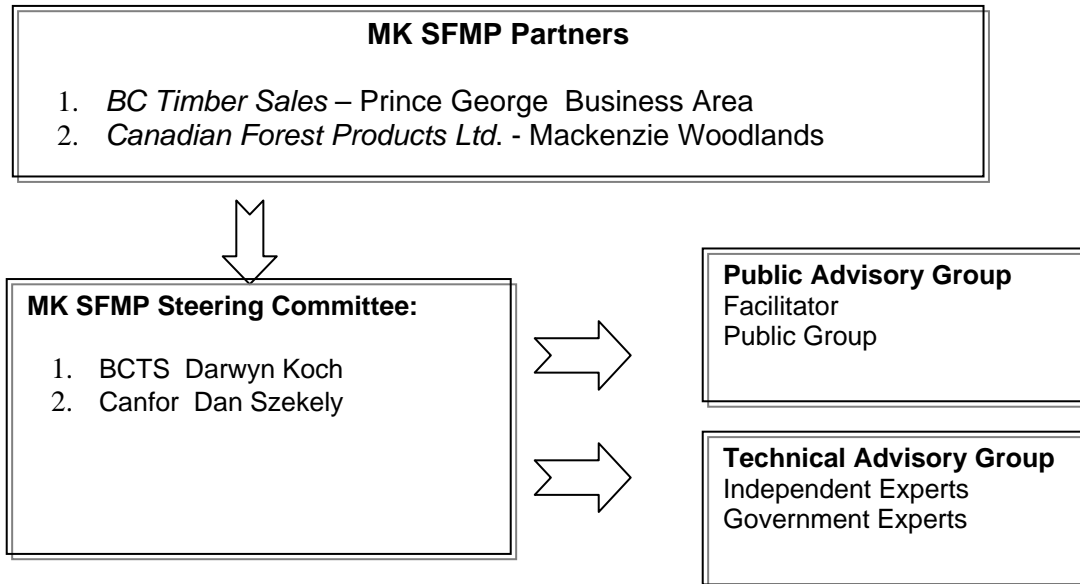 MK SFMP Partners
1. BC Timber Sales – Prince George Business Area
2. Canadian Forest Products Ltd. - Mackenzie Woodlands
MK SFMP Steering Committee:
1. BCTS Darwyn Koch
2. Canfor Dan Szekely
Public Advisory Group
Facilitator
Public Group
Technical Advisory Group
Independent Experts
Government Experts